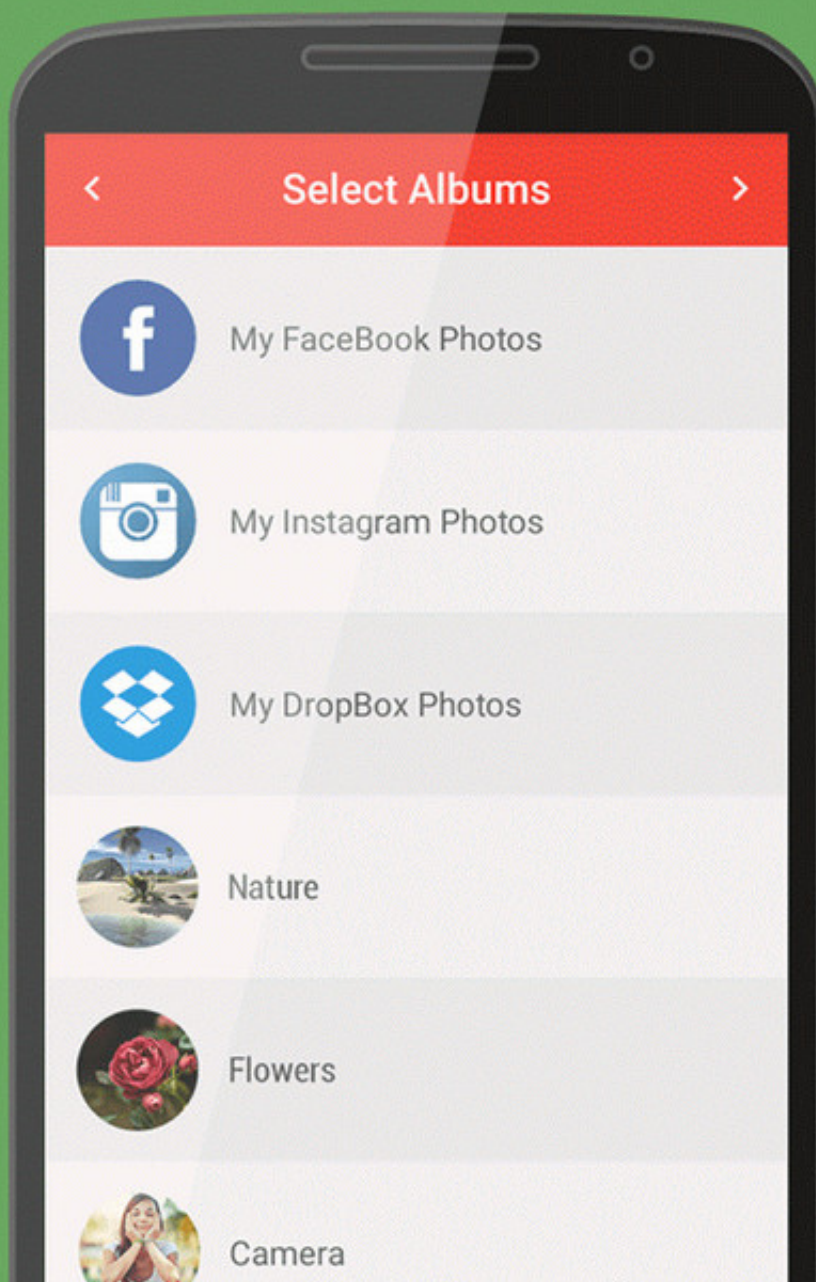 Select Albums
My FaceBook Photos
My Instagram Photos
My DropBox Photos
Nature
Flowers
Camera